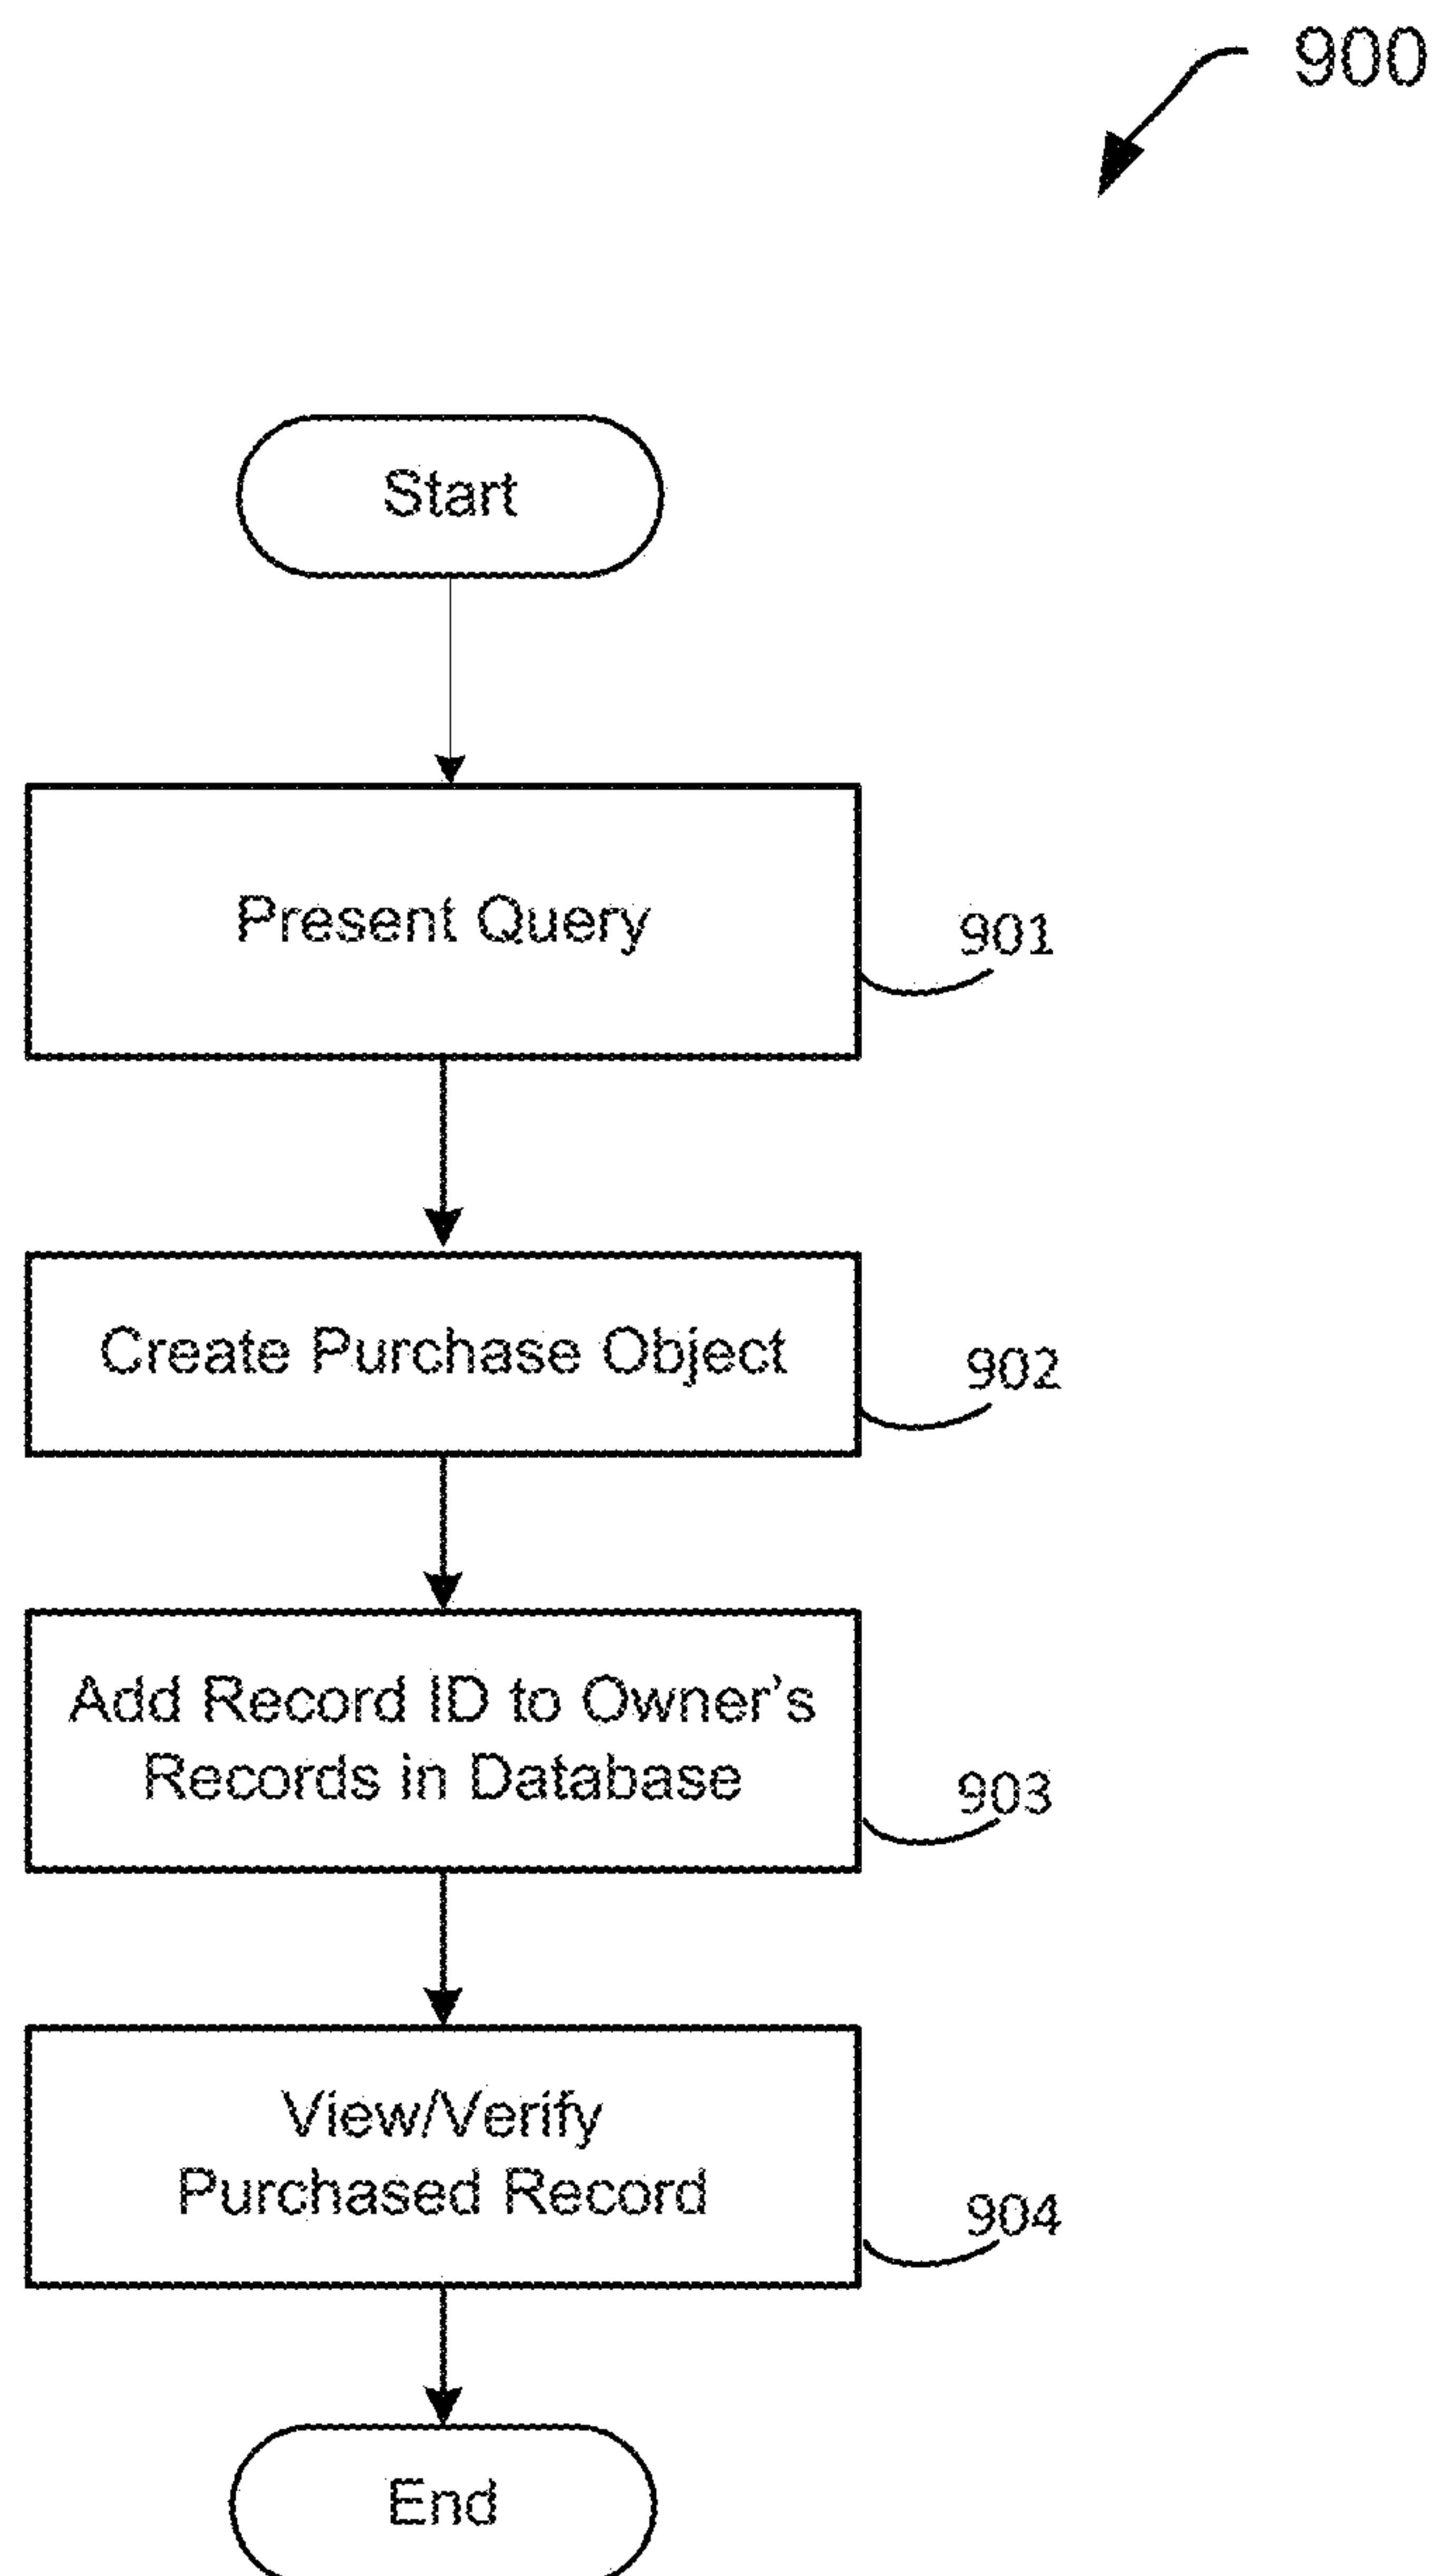 900
Start
Present Query
901
Create Purchase Object
902
Add Record ID to Owner's
Records in Database
903
View/Verify
Purchased Record
904
End